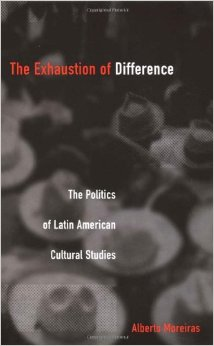 The Exhaustion of Difference
The Politics
of Latin American
Cultural Studies
Alberto Moreiras